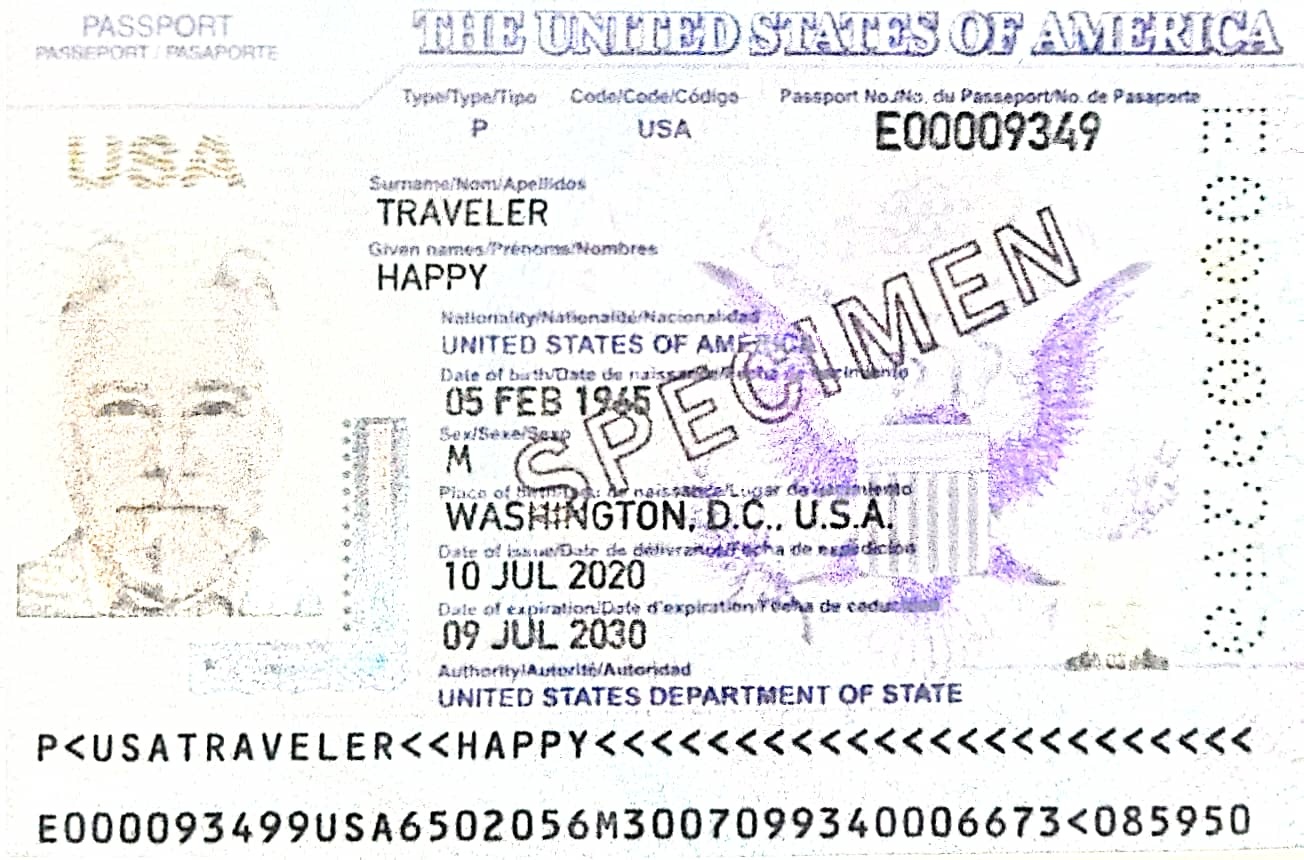 PASSPORT
PASSEPORT / PASAPORTE
THE UNITED STATES OF AMERICA
Type/Type/Tipo Code/Code/Código Passport No./No. du Passeport/No. de Pasaporte
P USA E00009349
USA
Surname/Nom/Apellidos
TRAVELER
Given names/Prénoms/Nombres
HAPPY
Nationality/Nationalité/Nacionalidad
UNITED STATES OF AMERICA
Date of birth/Date de naissance/Fecha de nacimiento
05 FEB 1965
Sex/Sexe/Sexo
M
Place of birth/Lieu de naissance/Lugar de nacimiento
WASHINGTON, D.C., U.S.A.
Date of issue/Date de délivrance/Fecha de expedición
10 JUL 2020
Date of expiration/Date d'expiration/Fecha de caducidad
09 JUL 2030
Authority/Autorité/Autoridad
UNITED STATES DEPARTMENT OF STATE
SPECIMEN
E00009349
P<USATRAVELER<<HAPPY<<<<<<<<<<<<<<<<<<<<<<<<
E000093499USA6502056M3007099340006673<085950